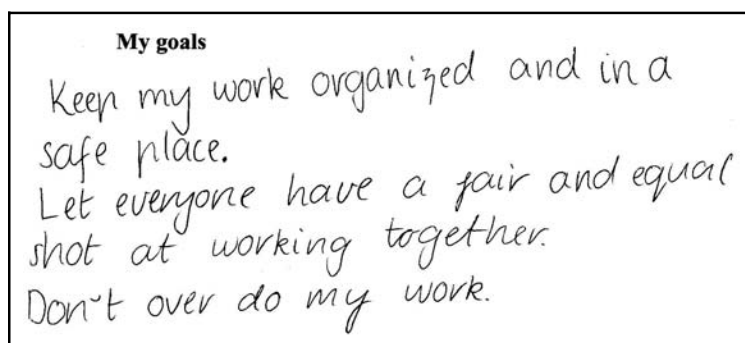 My goals
Keep my work organized and in a
safe place.
Let everyone have a fair and equal
shot at working together.
Don't over do my work.